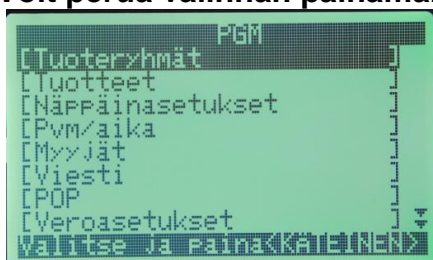 PGM
[Tuoteryhmät ]
[Tuotteet ]
[Näppäinasetukset ]
[Pvm/aika ]
[Myyjät ]
[Viesti ]
[POP ]
[Veroasetukset ]
Valitse ja paina<KÄTEINEN>